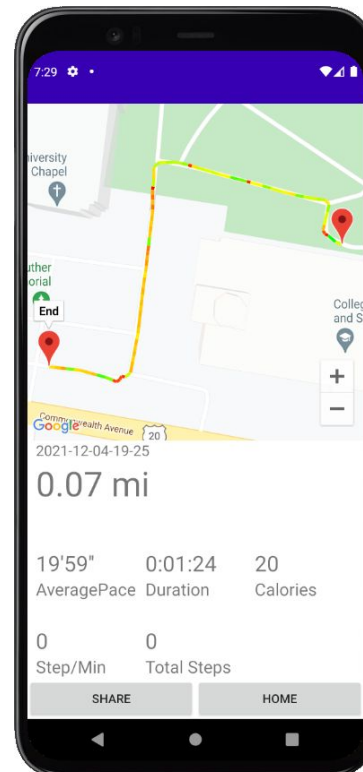 7:29
iversity
Chapel
uther
orial
End
Colleg
and S
+
−
Commonwealth Avenue
20
Google
2021-12-04-19-25
0.07 mi
19'59" 0:01:24 20
AveragePace Duration Calories
0 0
Step/Min Total Steps
SHARE HOME